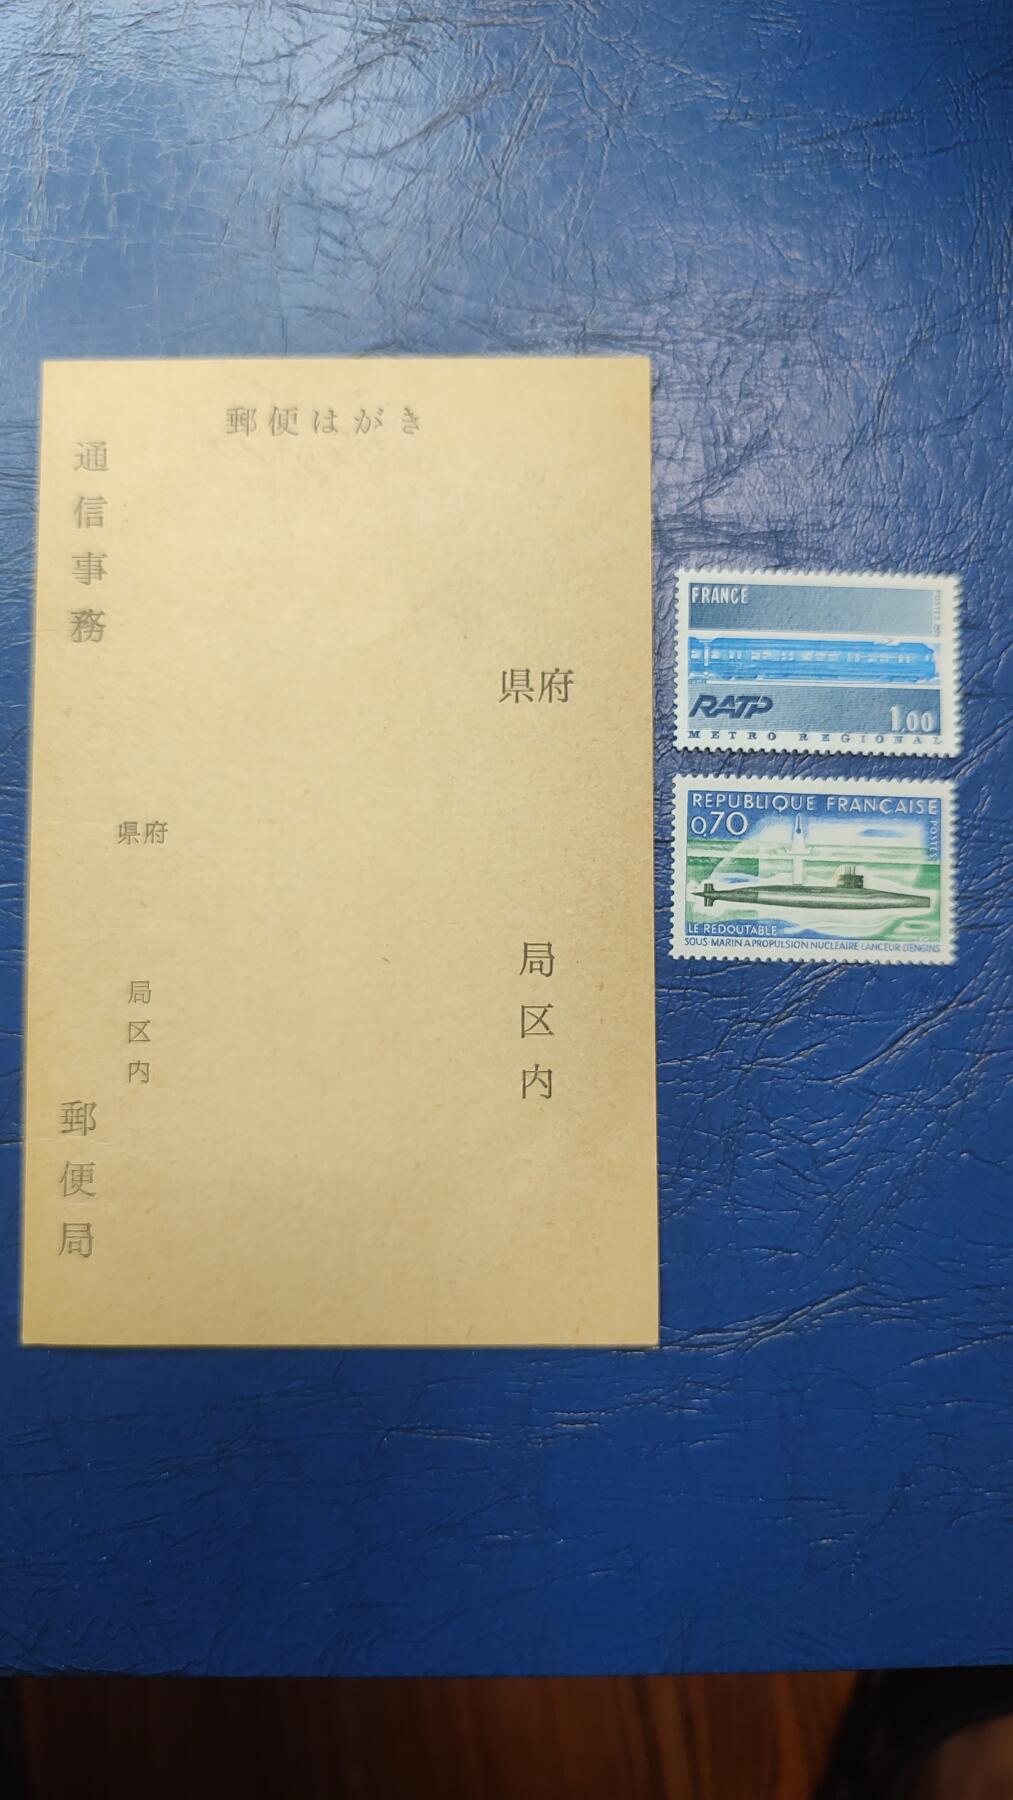 郵便はがき
通信事務
県府
局区内
県府
局区内
郵便局
FRANCE
RATP
1,00
METRO REGIONAL
REPUBLIQUE FRANÇAISE
0,70
POSTES
LE REDOUTABLE
SOUS-MARIN A PROPULSION NUCLEAIRE LANCEUR D'ENGINS